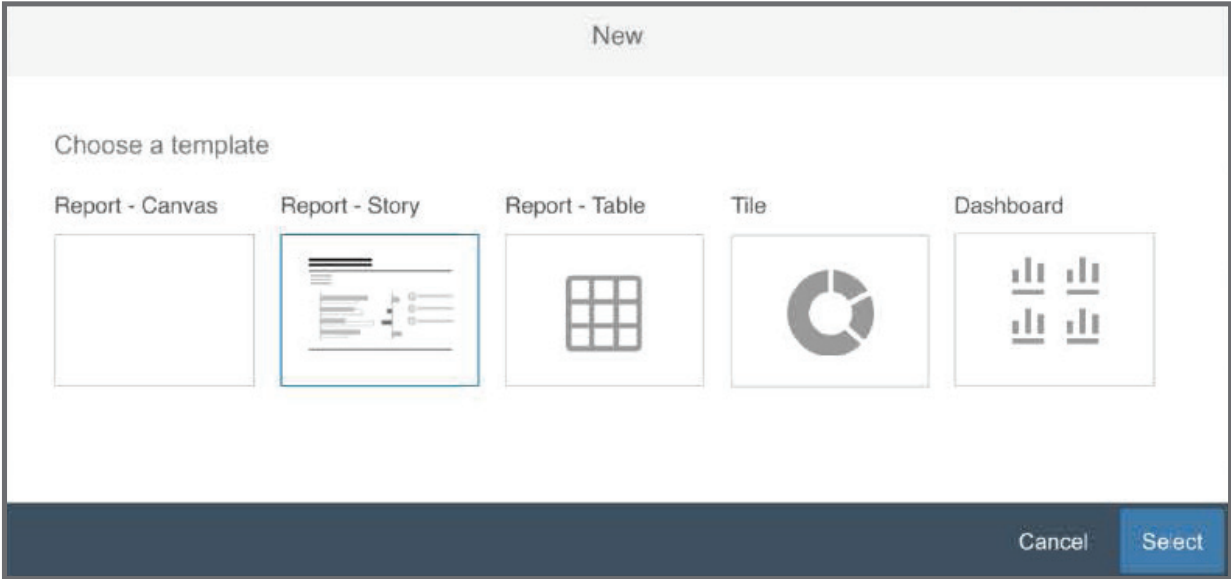 New
Choose a template
Report - Canvas Report - Story Report - Table Tile Dashboard
Cancel Select